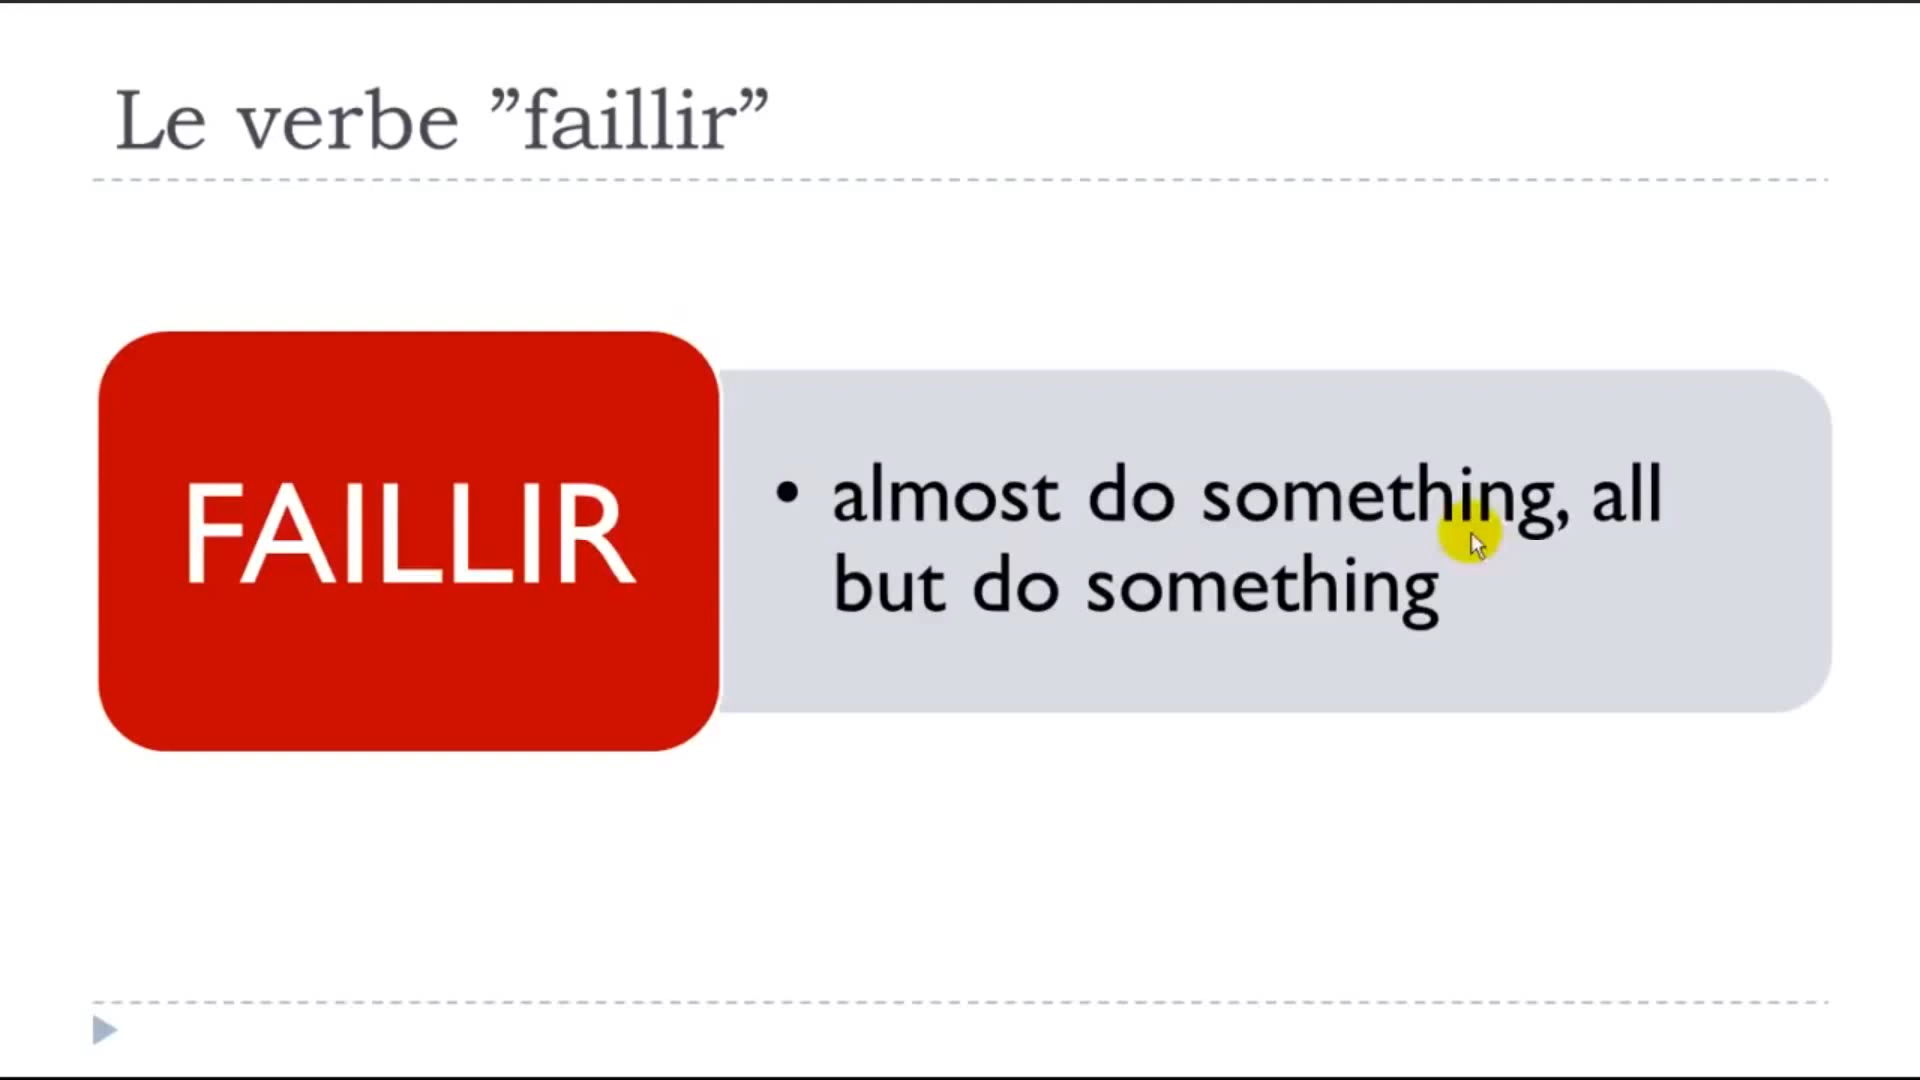 Le verbe ”faillir”
FAILLIR
• almost do something, all
but do something